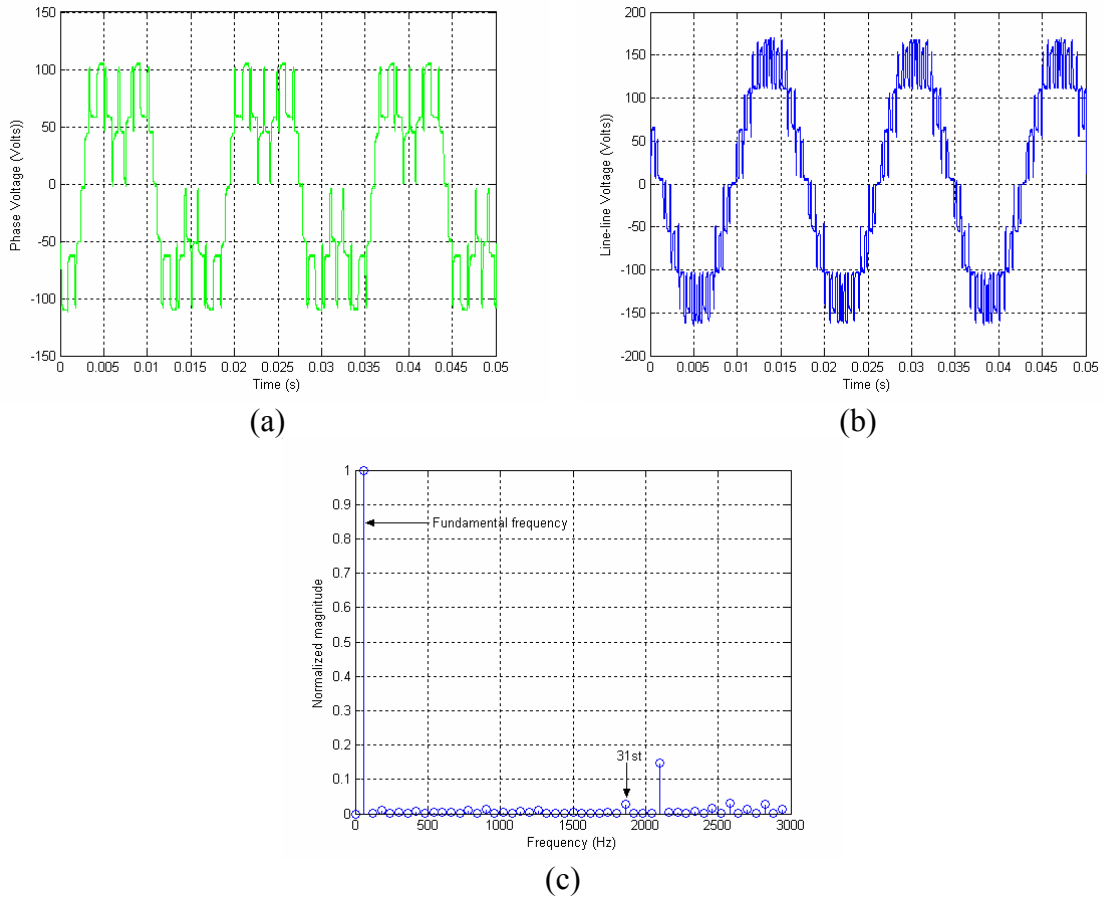 150
100
50
0
-50
-100
-150
Phase Voltage (Volts))
0 0.005 0.01 0.015 0.02 0.025 0.03 0.035 0.04 0.045 0.05
Time (s)
(a)
200
150
100
50
0
-50
-100
-150
-200
Line-line Voltage (Volts))
0 0.005 0.01 0.015 0.02 0.025 0.03 0.035 0.04 0.045 0.05
Time (s)
(b)
1
0.9
0.8
0.7
0.6
0.5
0.4
0.3
0.2
0.1
0
Normalized magnitude
Fundamental frequency
31st
0 500 1000 1500 2000 2500 3000
Frequency (Hz)
(c)